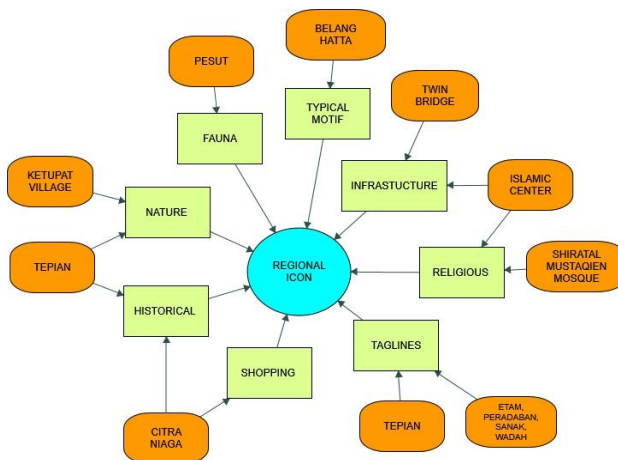 BELANG
HATTA
PESUT
TWIN
BRIDGE
TYPICAL
MOTIF
FAUNA
KETUPAT
VILLAGE
INFRASTUCTURE
ISLAMIC
CENTER
NATURE
TEPIAN
REGIONAL
ICON
RELIGIOUS
SHIRATAL
MUSTAQIEN
MOSQUE
HISTORICAL
TAGLINES
SHOPPING
CITRA
NIAGA
TEPIAN
ETAM,
PERADABAN,
SANAK,
WADAH